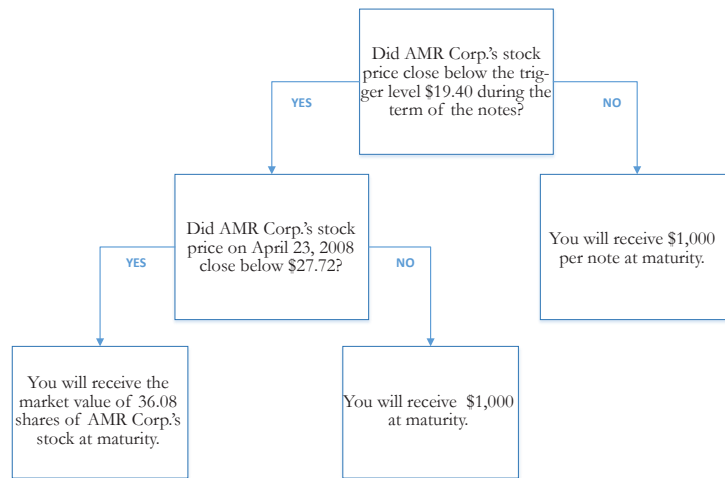 Did AMR Corp.'s stock
price close below the trig-
ger level $19.40 during the
term of the notes?
YES
NO
Did AMR Corp.'s stock
price on April 23, 2008
close below $27.72?
You will receive $1,000
per note at maturity.
YES
NO
You will receive the
market value of 36.08
shares of AMR Corp.'s
stock at maturity.
You will receive $1,000
at maturity.